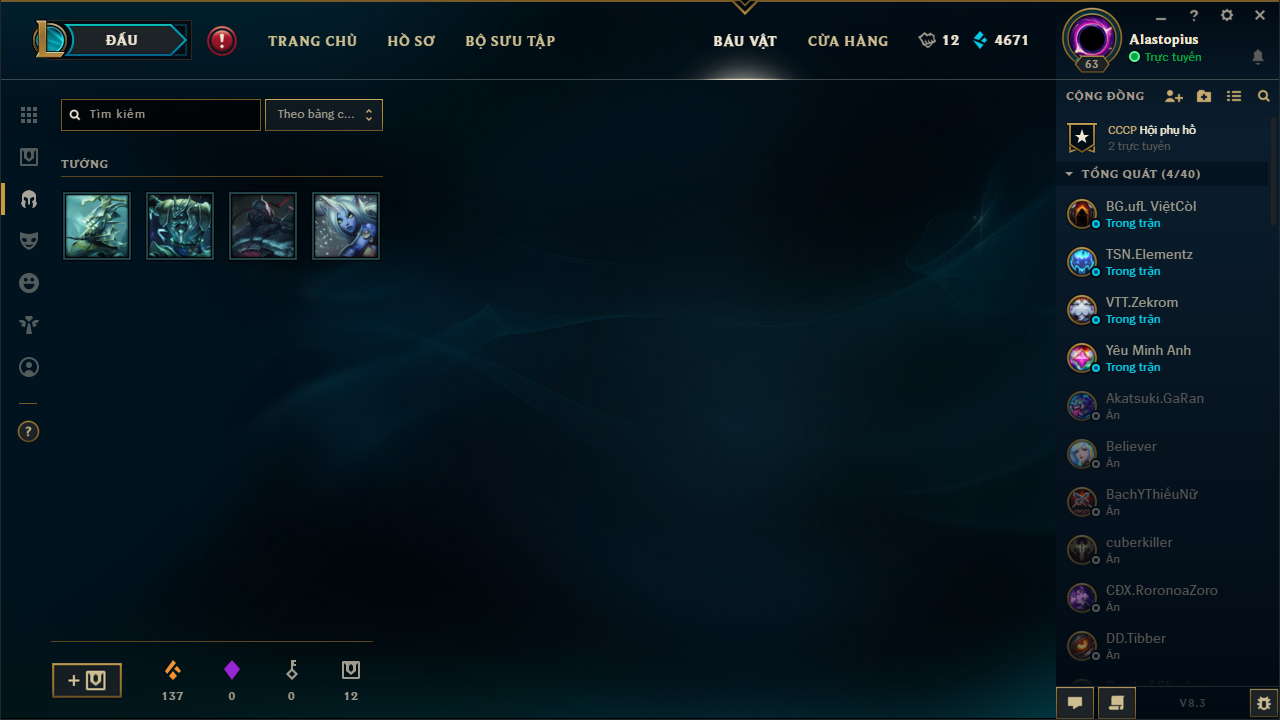 ĐẤU
TRANG CHỦ
HỒ SƠ
BỘ SƯU TẬP
BÁU VẬT
CỬA HÀNG
12
4671
Alastopius
Trực tuyến
63
Tìm kiếm
Theo bảng c...
TƯỚNG
CỘNG ĐỒNG
CCCP Hội phụ hồ
2 trực tuyến
TỔNG QUÁT (4/40)
BG.ufL ViệtCòl
Trong trận
TSN.Elementz
Trong trận
VTT.Zekrom
Trong trận
Yêu Minh Anh
Trong trận
Akatsuki.GaRan
Ẩn
Believer
Ẩn
BạchYThiếuNữ
Ẩn
cuberkiller
Ẩn
CĐX.RoronoaZoro
Ẩn
DD.Tibber
Ẩn
137
0
0
12
V8.3